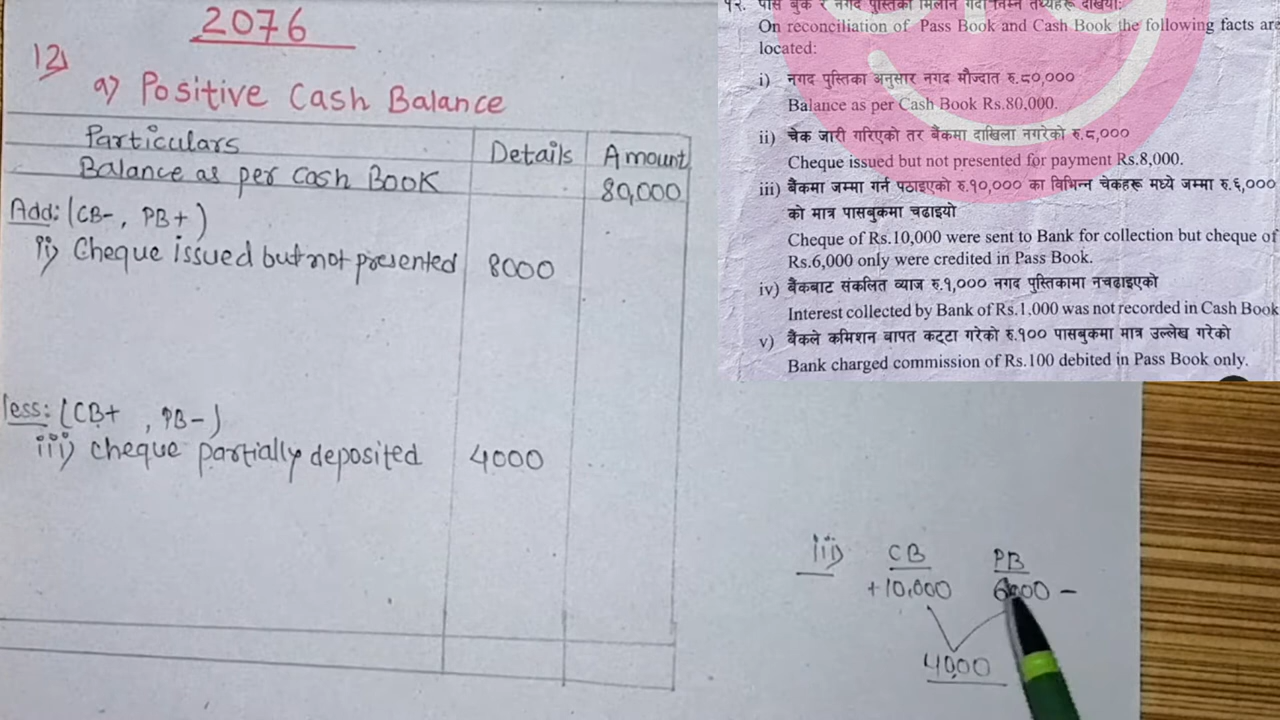 2076
12)
a) Positive Cash Balance
Particulars Details Amount
Balance as per Cash Book 80,000
Add: (CB-, PB+)
ii) Cheque issued but not presented 8000
less: (CB+ , PB-)
iii) cheque partially deposited 4000
१२. पास बुक र नगद पुस्तिका मिलान गर्दा निम्न तथ्यहरू देखियो:
On reconciliation of Pass Book and Cash Book the following facts are
located:
i) नगद पुस्तिका अनुसार नगद मौज्दात रु.८०,०००
Balance as per Cash Book Rs.80,000.
ii) चेक जारी गरिएको तर बैंकमा दाखिला नगरेको रु.८,०००
Cheque issued but not presented for payment Rs.8,000.
iii) बैंकमा जम्मा गर्न पठाइएको रु.१०,००० का विभिन्न चेकहरू मध्ये जम्मा रु.६,०००
को मात्र पासबुकमा चढाइयो
Cheque of Rs.10,000 were sent to Bank for collection but cheque of
Rs.6,000 only were credited in Pass Book.
iv) बैंकबाट संकलित व्याज रु.१,००० नगद पुस्तिकामा नचढाइएको
Interest collected by Bank of Rs.1,000 was not recorded in Cash Book
v) बैंकले कमिशन बापत कट्टा गरेको रु.१०० पासबुकमा मात्र उल्लेख गरेको
Bank charged commission of Rs.100 debited in Pass Book only.
iii) CB PB
+10,000 6000 -
4000